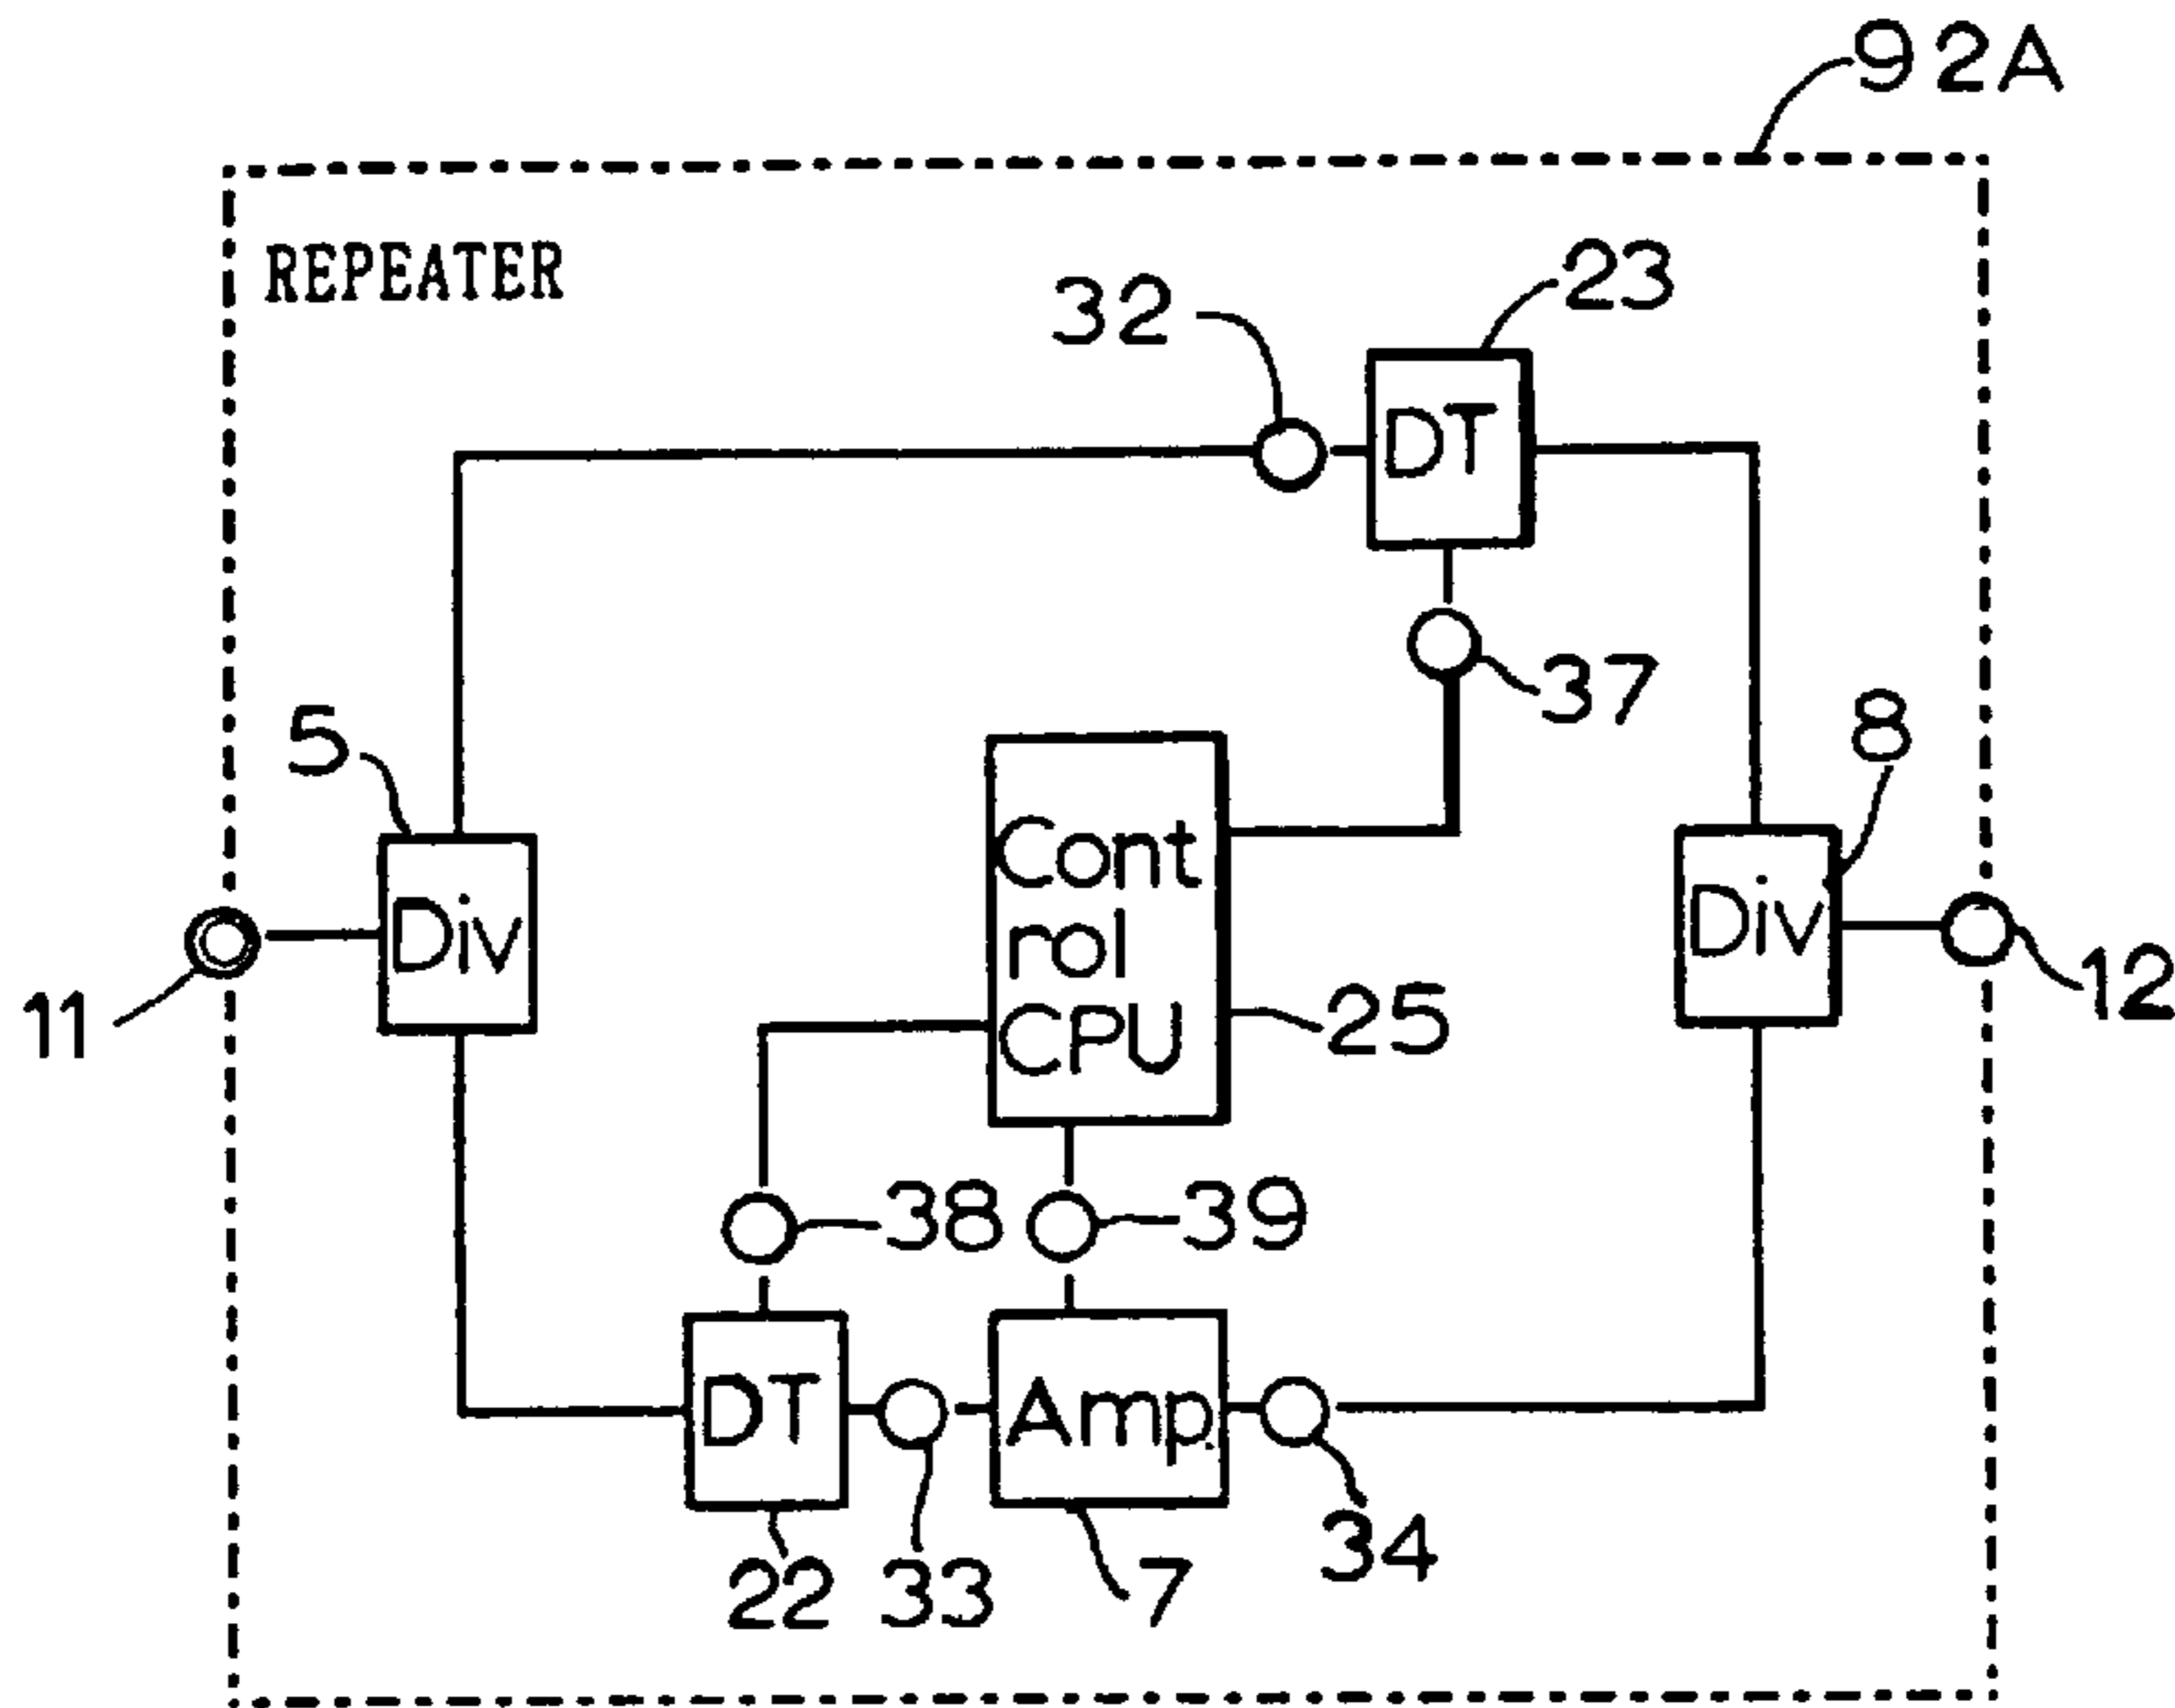 92A
REPEATER
32
23
DT
37
5
8
Cont
rol
CPU
Div
Div
11
12
25
38
39
DT
Amp.
22
33
7
34